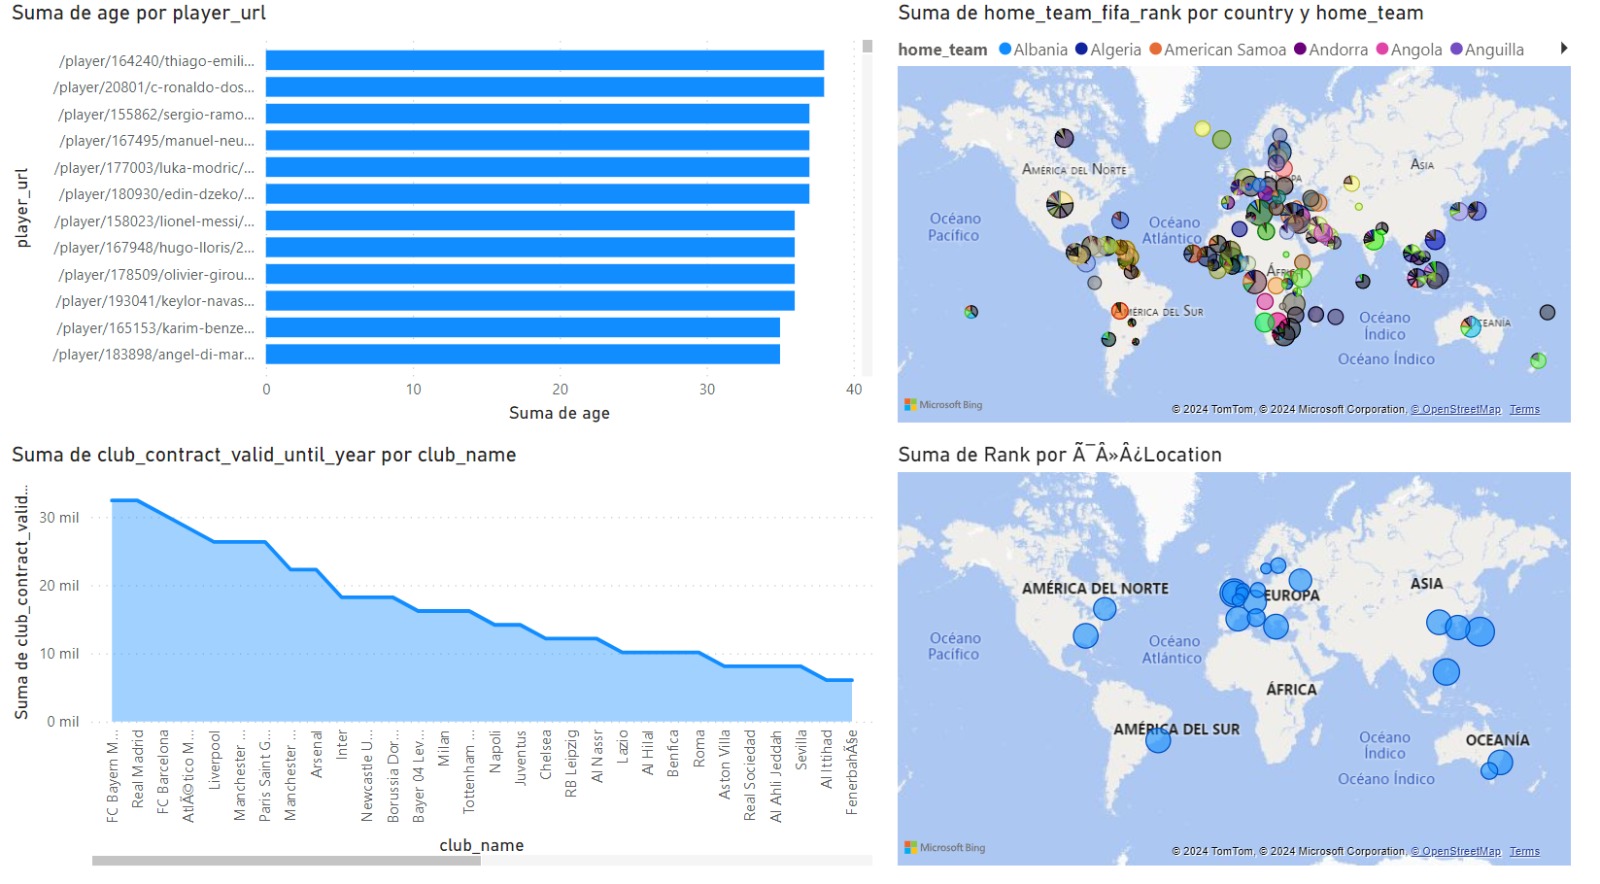 Suma de age por player_url
player_url
/player/164240/thiago-emili...
/player/20801/c-ronaldo-dos...
/player/155862/sergio-ramo...
/player/167495/manuel-neu...
/player/177003/luka-modric/...
/player/180930/edin-dzeko/...
/player/158023/lionel-messi/...
/player/167948/hugo-lloris/2...
/player/178509/olivier-girou...
/player/193041/keylor-navas...
/player/165153/karim-benze...
/player/183898/angel-di-mar...
0 10 20 30 40
Suma de age
Suma de home_team_fifa_rank por country y home_team
home_team Albania Algeria American Samoa Andorra Angola Anguilla
AMÉRICA DEL NORTE
ASIA
Océano
Pacífico
Océano
Atlántico
AMÉRICA DEL SUR
Océano
Índico
Océano Índico
Microsoft Bing
© 2024 TomTom, © 2024 Microsoft Corporation, © OpenStreetMap Terms
Suma de club_contract_valid_until_year por club_name
Suma de club_contract_valid...
30 mil
20 mil
10 mil
0 mil
FC Bayern M...
Real Madrid
FC Barcelona
AtlÃ©tico M...
Liverpool
Manchester ...
Paris Saint G...
Manchester ...
Arsenal
Inter
Newcastle U...
Borussia Dor...
Bayer 04 Lev...
Milan
Tottenham ...
Napoli
Juventus
Chelsea
RB Leipzig
Al Nassr
Lazio
Al Hilal
Benfica
Roma
Aston Villa
Real Sociedad
Al Ahli Jeddah
Sevilla
Al Ittihad
FenerbahÃSe
club_name
Suma de Rank por Ã¯Â»Â¿Location
AMÉRICA DEL NORTE
EUROPA
ASIA
Océano
Pacífico
Océano
Atlántico
ÁFRICA
AMÉRICA DEL SUR
Océano
Índico
OCEANÍA
Océano Índico
Microsoft Bing
© 2024 TomTom, © 2024 Microsoft Corporation, © OpenStreetMap Terms